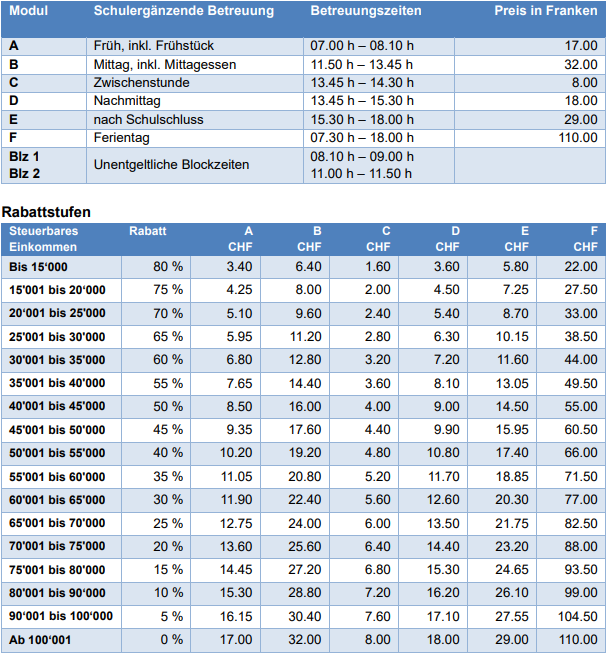 Modul Schulergänzende Betreuung Betreuungszeiten Preis in Franken
A Früh, inkl. Frühstück 07.00 h – 08.10 h 17.00
B Mittag, inkl. Mittagessen 11.50 h – 13.45 h 32.00
C Zwischenstunde 13.45 h – 14.30 h 8.00
D Nachmittag 13.45 h – 15.30 h 18.00
E nach Schulschluss 15.30 h – 18.00 h 29.00
F Ferientag 07.30 h – 18.00 h 110.00
Blz 1 08.10 h – 09.00 h
Unentgeltliche Blockzeiten
Blz 2 11.00 h – 11.50 h
Rabattstufen
Steuerbares Rabatt A B C D E F
Einkommen CHF CHF CHF CHF CHF CHF
Bis 15‘000 80 % 3.40 6.40 1.60 3.60 5.80 22.00
15'001 bis 20‘000 75 % 4.25 8.00 2.00 4.50 7.25 27.50
20‘001 bis 25'000 70 % 5.10 9.60 2.40 5.40 8.70 33.00
25'001 bis 30'000 65 % 5.95 11.20 2.80 6.30 10.15 38.50
30'001 bis 35'000 60 % 6.80 12.80 3.20 7.20 11.60 44.00
35'001 bis 40'000 55 % 7.65 14.40 3.60 8.10 13.05 49.50
40'001 bis 45'000 50 % 8.50 16.00 4.00 9.00 14.50 55.00
45'001 bis 50'000 45 % 9.35 17.60 4.40 9.90 15.95 60.50
50'001 bis 55'000 40 % 10.20 19.20 4.80 10.80 17.40 66.00
55'001 bis 60'000 35 % 11.05 20.80 5.20 11.70 18.85 71.50
60'001 bis 65'000 30 % 11.90 22.40 5.60 12.60 20.30 77.00
65'001 bis 70'000 25 % 12.75 24.00 6.00 13.50 21.75 82.50
70'001 bis 75'000 20 % 13.60 25.60 6.40 14.40 23.20 88.00
75'001 bis 80'000 15 % 14.45 27.20 6.80 15.30 24.65 93.50
80'001 bis 90'000 10 % 15.30 28.80 7.20 16.20 26.10 99.00
90‘001 bis 100‘000 5 % 16.15 30.40 7.60 17.10 27.55 104.50
Ab 100‘001 0 % 17.00 32.00 8.00 18.00 29.00 110.00